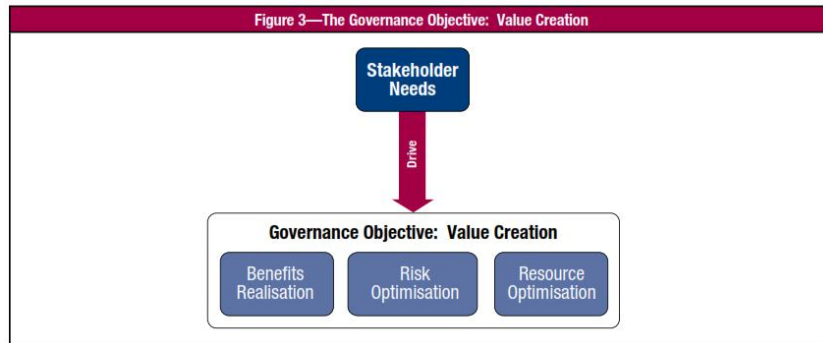 Figure 3—The Governance Objective: Value Creation
Stakeholder
Needs
Drive
Governance Objective: Value Creation
Benefits
Realisation
Risk
Optimisation
Resource
Optimisation